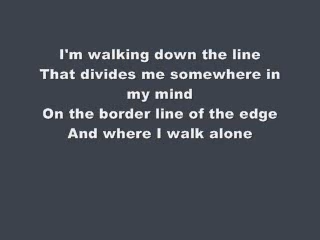 I'm walking down the line
That divides me somewhere in
my mind
On the border line of the edge
And where I walk alone